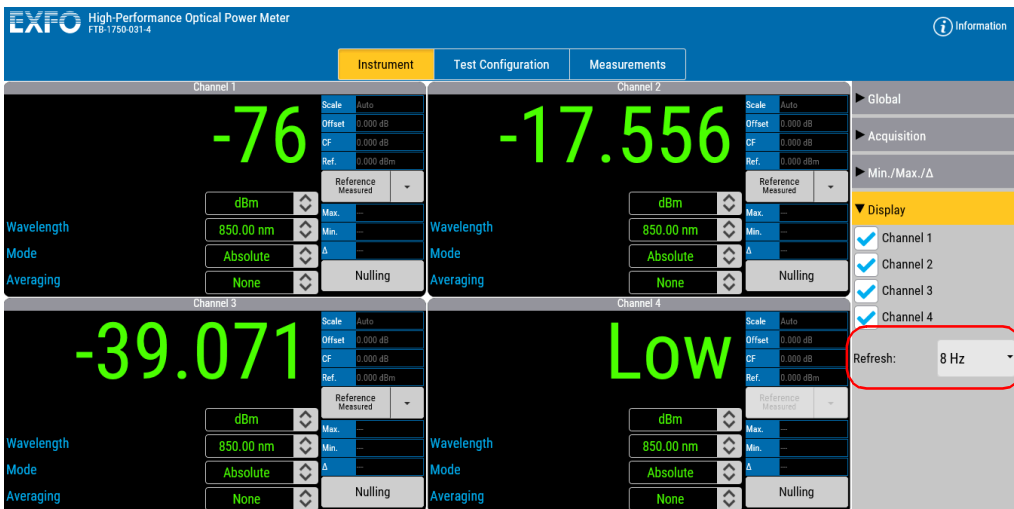 EXFO High-Performance Optical Power Meter
FTB-1750-031-4
Information
Instrument Test Configuration Measurements
Channel 1
-76
Scale Auto
Offset 0.000 dB
CF 0.000 dB
Ref. 0.000 dBm
Reference
Measured
dBm
Max. --
Wavelength 850.00 nm Min. --
Mode Absolute Δ --
Averaging None Nulling
Channel 2
-17.556
Scale Auto
Offset 0.000 dB
CF 0.000 dB
Ref. 0.000 dBm
Reference
Measured
dBm
Max. --
Wavelength 850.00 nm Min. --
Mode Absolute Δ --
Averaging None Nulling
Channel 3
-39.071
Scale Auto
Offset 0.000 dB
CF 0.000 dB
Ref. 0.000 dBm
Reference
Measured
dBm
Max. --
Wavelength 850.00 nm Min. --
Mode Absolute Δ --
Averaging None Nulling
Channel 4
Low
Scale Auto
Offset 0.000 dB
CF 0.000 dB
Ref. 0.000 dBm
Reference
Measured
dBm
Max. --
Wavelength 850.00 nm Min. --
Mode Absolute Δ --
Averaging None Nulling
Global
Acquisition
Min./Max./Δ
Display
Channel 1
Channel 2
Channel 3
Channel 4
Refresh: 8 Hz